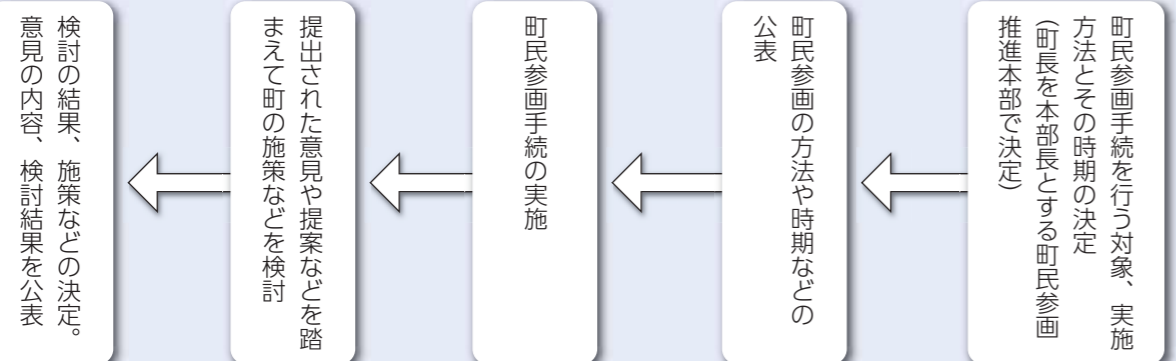 町民参画手続を行う対象、実施
方法とその時期の決定
(町長を本部長とする町民参画
推進本部で決定)
町民参画の方法や時期などの
公表
町民参画手続の実施
提出された意見や提案などを踏
まえて町の施策などを検討
検討の結果、施策などの決定。
意見の内容、検討結果を公表